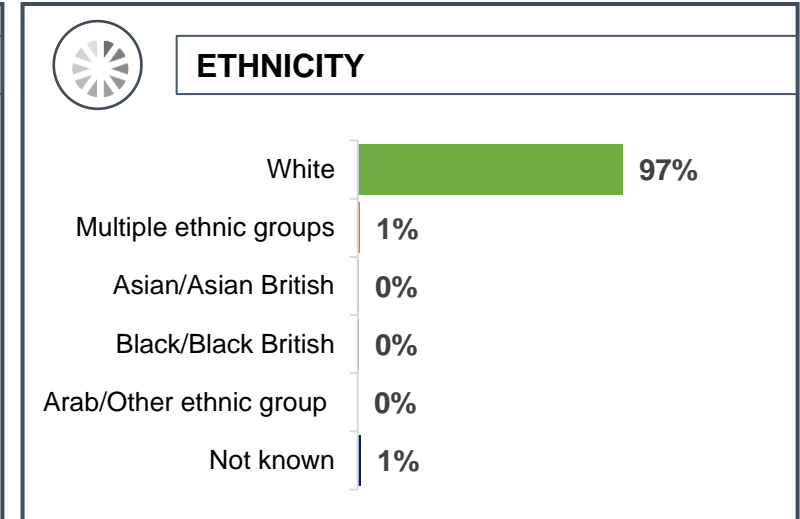 ETHNICITY
White 97%
Multiple ethnic groups 1%
Asian/Asian British 0%
Black/Black British 0%
Arab/Other ethnic group 0%
Not known 1%